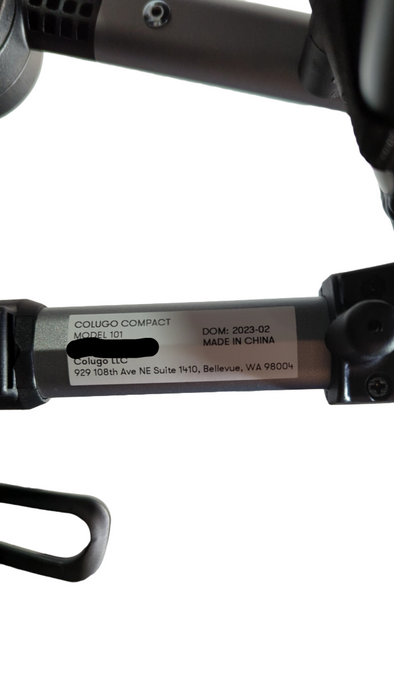 COLUGO COMPACT
MODEL 101
DOM: 2023-02
MADE IN CHINA
Colugo LLC
929 108th Ave NE Suite 1410, Bellevue, WA 98004